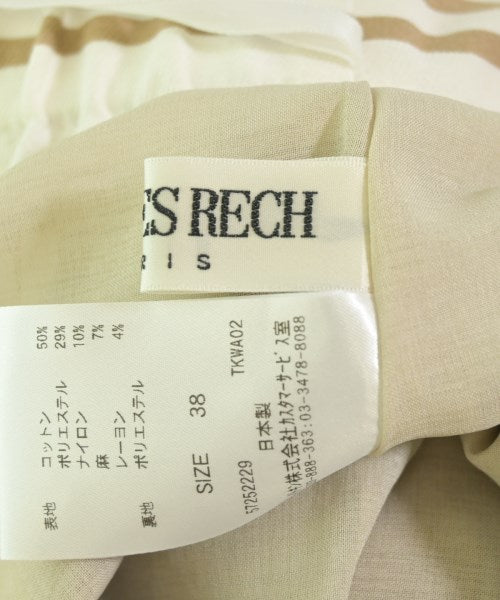 ES RECH
RIS
表地 コットン 50%
ポリエステル 29%
ナイロン 10%
麻 7%
レーヨン 4%
裏地 ポリエステル
SIZE 38
57252229 TKWA02
日本製
株式会社カスタマーサービス室
888-363:03-3478-8088